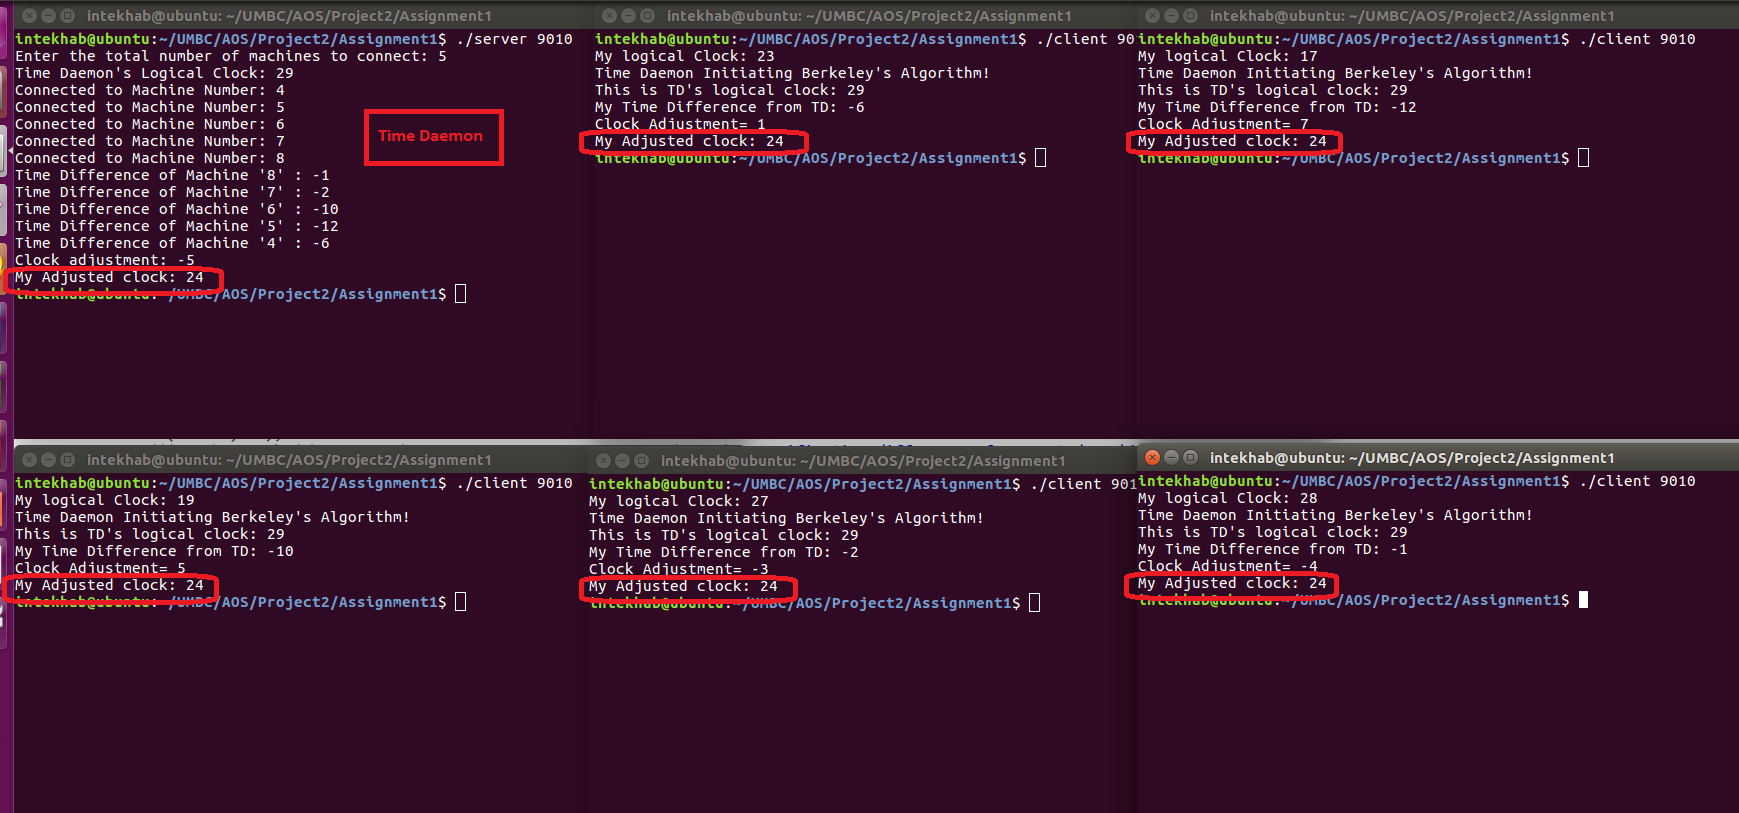 intekhab@ubuntu: ~/UMBC/AOS/Project2/Assignment1
intekhab@ubuntu:~/UMBC/AOS/Project2/Assignment1$ ./server 9010
Enter the total number of machines to connect: 5
Time Daemon's Logical Clock: 29
Connected to Machine Number: 4
Connected to Machine Number: 5
Connected to Machine Number: 6
Connected to Machine Number: 7
Connected to Machine Number: 8
Time Difference of Machine '8' : -1
Time Difference of Machine '7' : -2
Time Difference of Machine '6' : -10
Time Difference of Machine '5' : -12
Time Difference of Machine '4' : -6
Clock adjustment: -5
My Adjusted clock: 24
intekhab@ubuntu:~/UMBC/AOS/Project2/Assignment1$
Time Daemon
intekhab@ubuntu: ~/UMBC/AOS/Project2/Assignment1
intekhab@ubuntu:~/UMBC/AOS/Project2/Assignment1$ ./client 901
My logical Clock: 23
Time Daemon Initiating Berkeley's Algorithm!
This is TD's logical clock: 29
My Time Difference from TD: -6
Clock Adjustment= 1
My Adjusted clock: 24
intekhab@ubuntu:~/UMBC/AOS/Project2/Assignment1$
intekhab@ubuntu: ~/UMBC/AOS/Project2/Assignment1
intekhab@ubuntu:~/UMBC/AOS/Project2/Assignment1$ ./client 9010
My logical Clock: 17
Time Daemon Initiating Berkeley's Algorithm!
This is TD's logical clock: 29
My Time Difference from TD: -12
Clock Adjustment= 7
My Adjusted clock: 24
intekhab@ubuntu:~/UMBC/AOS/Project2/Assignment1$
intekhab@ubuntu: ~/UMBC/AOS/Project2/Assignment1
intekhab@ubuntu:~/UMBC/AOS/Project2/Assignment1$ ./client 9010
My logical Clock: 19
Time Daemon Initiating Berkeley's Algorithm!
This is TD's logical clock: 29
My Time Difference from TD: -10
Clock Adjustment= 5
My Adjusted clock: 24
intekhab@ubuntu:~/UMBC/AOS/Project2/Assignment1$
intekhab@ubuntu: ~/UMBC/AOS/Project2/Assignment1
intekhab@ubuntu:~/UMBC/AOS/Project2/Assignment1$ ./client 901
My logical Clock: 27
Time Daemon Initiating Berkeley's Algorithm!
This is TD's logical clock: 29
My Time Difference from TD: -2
Clock Adjustment= -3
My Adjusted clock: 24
intekhab@ubuntu:~/UMBC/AOS/Project2/Assignment1$
intekhab@ubuntu: ~/UMBC/AOS/Project2/Assignment1
intekhab@ubuntu:~/UMBC/AOS/Project2/Assignment1$ ./client 9010
My logical Clock: 28
Time Daemon Initiating Berkeley's Algorithm!
This is TD's logical clock: 29
My Time Difference from TD: -1
Clock Adjustment= -4
My Adjusted clock: 24
intekhab@ubuntu:~/UMBC/AOS/Project2/Assignment1$